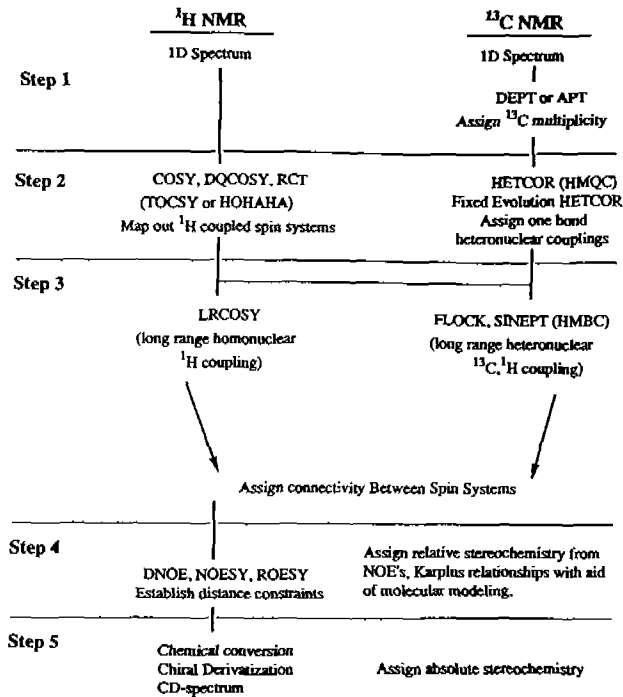 ¹H NMR
¹³C NMR
1D Spectrum
1D Spectrum
Step 1
DEPT or APT
Assign ¹³C multiplicity
Step 2
COSY, DQCOSY, RCT
(TOCSY or HOHAHA)
Map out ¹H coupled spin systems
HETCOR (HMQC)
Fixed Evolution HETCOR
Assign one bond
heteronuclear couplings
Step 3
LRCOSY
(long range homonuclear
¹H coupling)
FLOCK, SINEPT (HMBC)
(long range heteronuclear
¹³C,¹H coupling)
Assign connectivity Between Spin Systems
Step 4
DNOE, NOESY, ROESY
Establish distance constraints
Assign relative stereochemistry from
NOE's, Karplus relationships with aid
of molecular modeling.
Step 5
Chemical conversion
Chiral Derivatization
CD-spectrum
Assign absolute stereochemistry